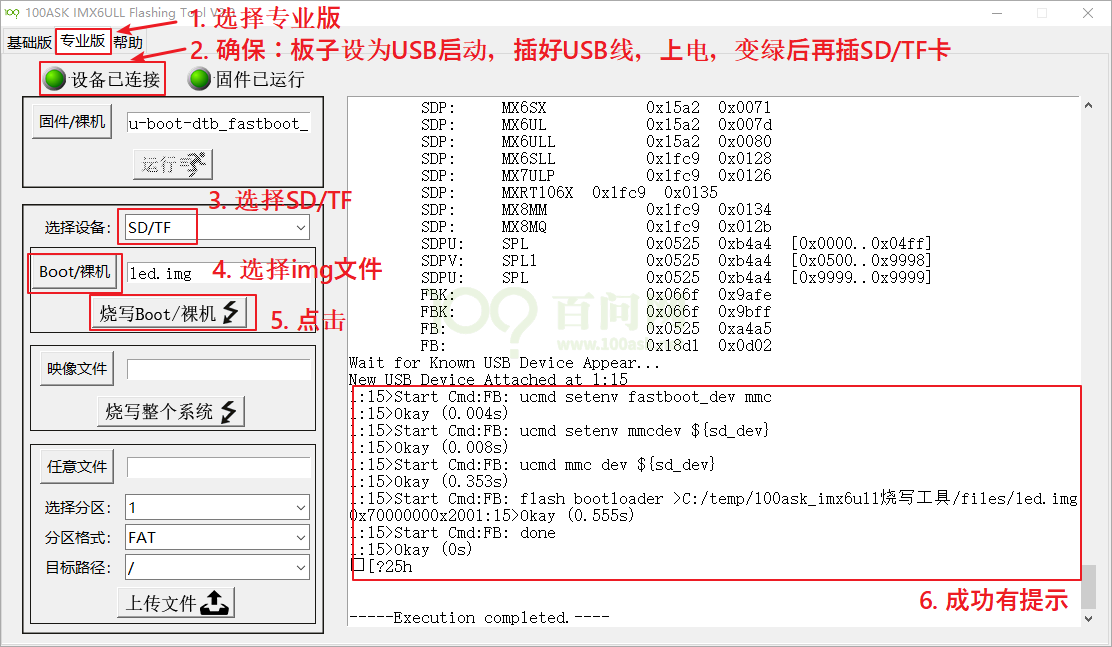 100ASK IMX6ULL Flashing Tool
1. 选择专业版
基础版 专业版 帮助
2. 确保：板子设为USB启动，插好USB线，上电，变绿后再插SD/TF卡
设备已连接 固件已运行
固件/裸机 u-boot-dtb_fastboot_
运行
3. 选择SD/TF
选择设备: SD/TF
Boot/裸机 led.img
4. 选择img文件
烧写Boot/裸机
5. 点击
映像文件
烧写整个系统
任意文件
选择分区: 1
分区格式: FAT
目标路径: /
上传文件
SDP: MX6SX 0x15a2 0x0071
SDP: MX6UL 0x15a2 0x007d
SDP: MX6ULL 0x15a2 0x0080
SDP: MX6SLL 0x1fc9 0x0128
SDP: MX7ULP 0x1fc9 0x0126
SDP: MXRT106X 0x1fc9 0x0135
SDP: MX8MM 0x1fc9 0x0134
SDP: MX8MQ 0x1fc9 0x012b
SDPU: SPL 0x0525 0xb4a4 [0x0000..0x04ff]
SDPV: SPL1 0x0525 0xb4a4 [0x0500..0x9998]
SDPU: SPL 0x0525 0xb4a4 [0x9999..0x9999]
FBK: 0x066f 0x9afe
FBK: 0x066f 0x9bff
FB: 0x0525 0xa4a5
FB: 0x18d1 0x0d02
百问
Wait for Known USB Device Appear...
New USB Device Attached at 1:15
1:15>Start Cmd:FB: ucmd setenv fastboot_dev mmc
1:15>Okay (0.004s)
1:15>Start Cmd:FB: ucmd setenv mmcdev ${sd_dev}
1:15>Okay (0.008s)
1:15>Start Cmd:FB: ucmd mmc dev ${sd_dev}
1:15>Okay (0.353s)
1:15>Start Cmd:FB: flash bootloader >C:/temp/100ask_imx6ull烧写工具/files/led.img
0x70000000x2001:15>Okay (0.555s)
1:15>Start Cmd:FB: done
1:15>Okay (0s)
[?25h
6. 成功有提示
-----Execution completed.----